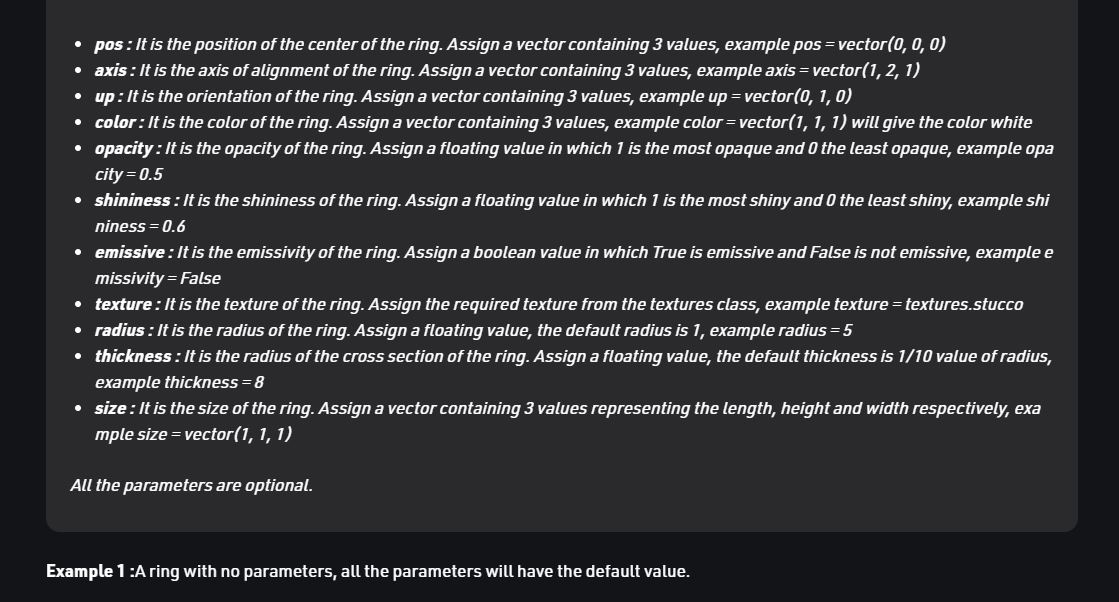 pos : It is the position of the center of the ring. Assign a vector containing 3 values, example pos = vector(0, 0, 0)
axis : It is the axis of alignment of the ring. Assign a vector containing 3 values, example axis = vector(1, 2, 1)
up : It is the orientation of the ring. Assign a vector containing 3 values, example up = vector(0, 1, 0)
color : It is the color of the ring. Assign a vector containing 3 values, example color = vector(1, 1, 1) will give the color white
opacity : It is the opacity of the ring. Assign a floating value in which 1 is the most opaque and 0 the least opaque, example opa
city = 0.5
shininess : It is the shininess of the ring. Assign a floating value in which 1 is the most shiny and 0 the least shiny, example shi
niness = 0.6
emissive : It is the emissivity of the ring. Assign a boolean value in which True is emissive and False is not emissive, example e
missivity = False
texture : It is the texture of the ring. Assign the required texture from the textures class, example texture = textures.stucco
radius : It is the radius of the ring. Assign a floating value, the default radius is 1, example radius = 5
thickness : It is the radius of the cross section of the ring. Assign a floating value, the default thickness is 1/10 value of radius,
example thickness = 8
size : It is the size of the ring. Assign a vector containing 3 values representing the length, height and width respectively, exa
mple size = vector(1, 1, 1)
All the parameters are optional.
Example 1 :A ring with no parameters, all the parameters will have the default value.